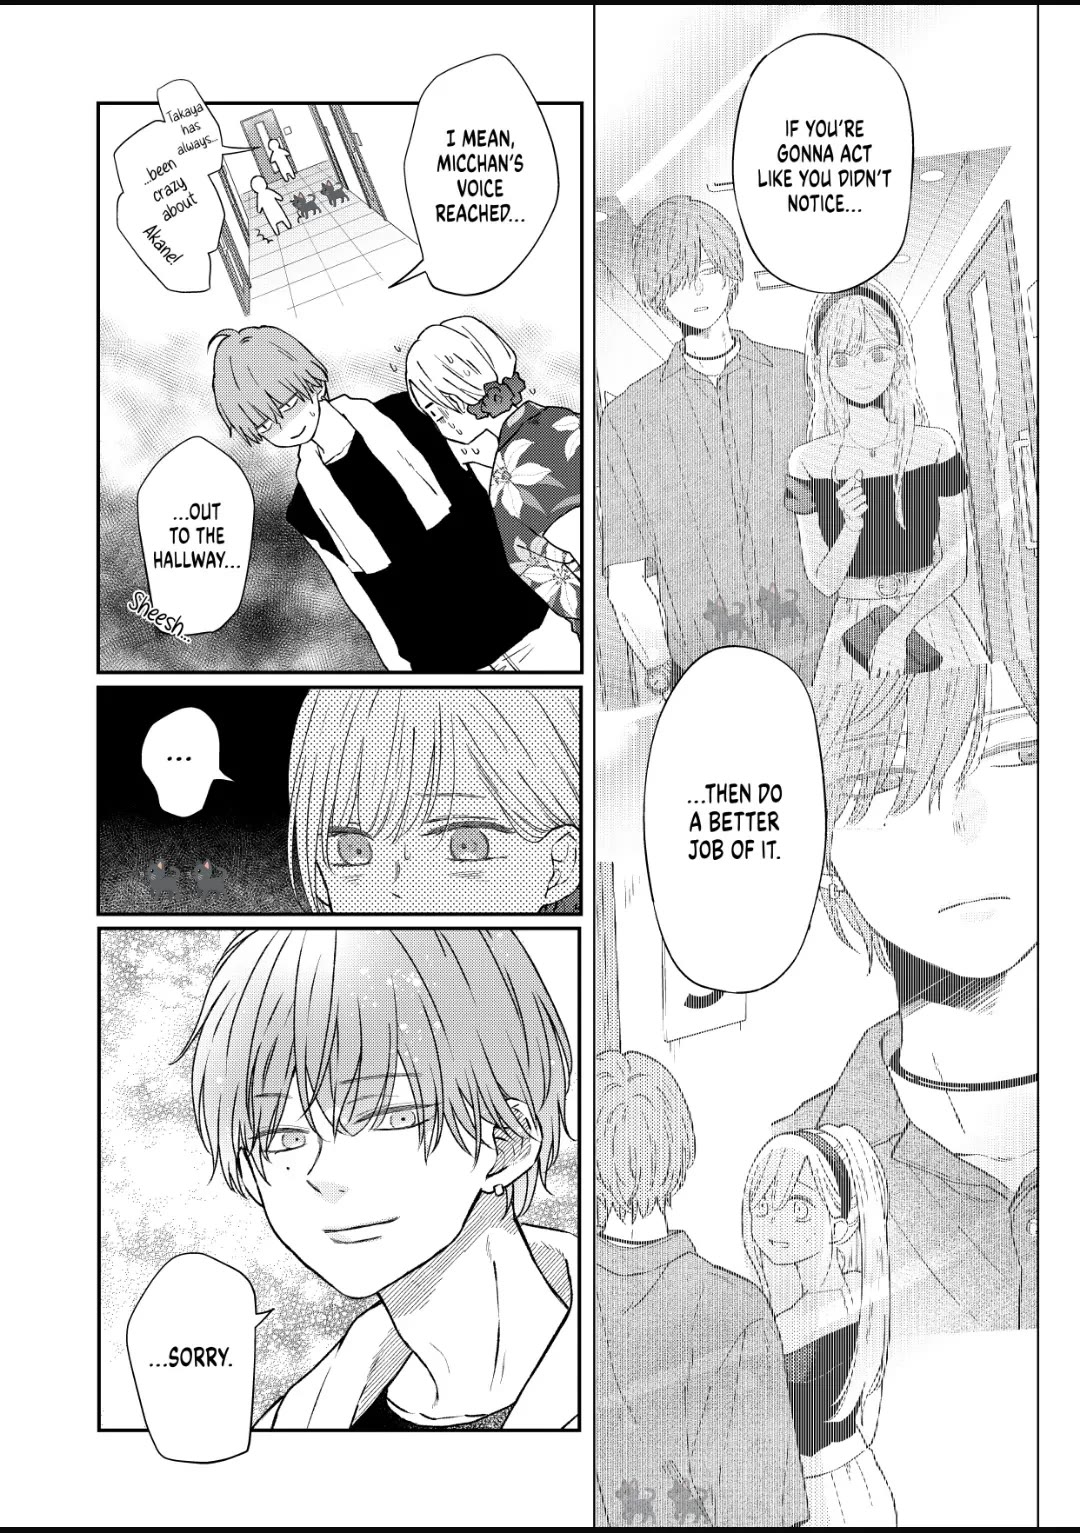 IF YOU'RE
GONNA ACT
LIKE YOU DIDN'T
NOTICE...
...THEN DO
A BETTER
JOB OF IT.
I MEAN,
MICCHAN'S
VOICE
REACHED...
Takaya
has
always...
...been
crazy
about
Akane!
...OUT
TO THE
HALLWAY...
Sheesh...
...
...SORRY.